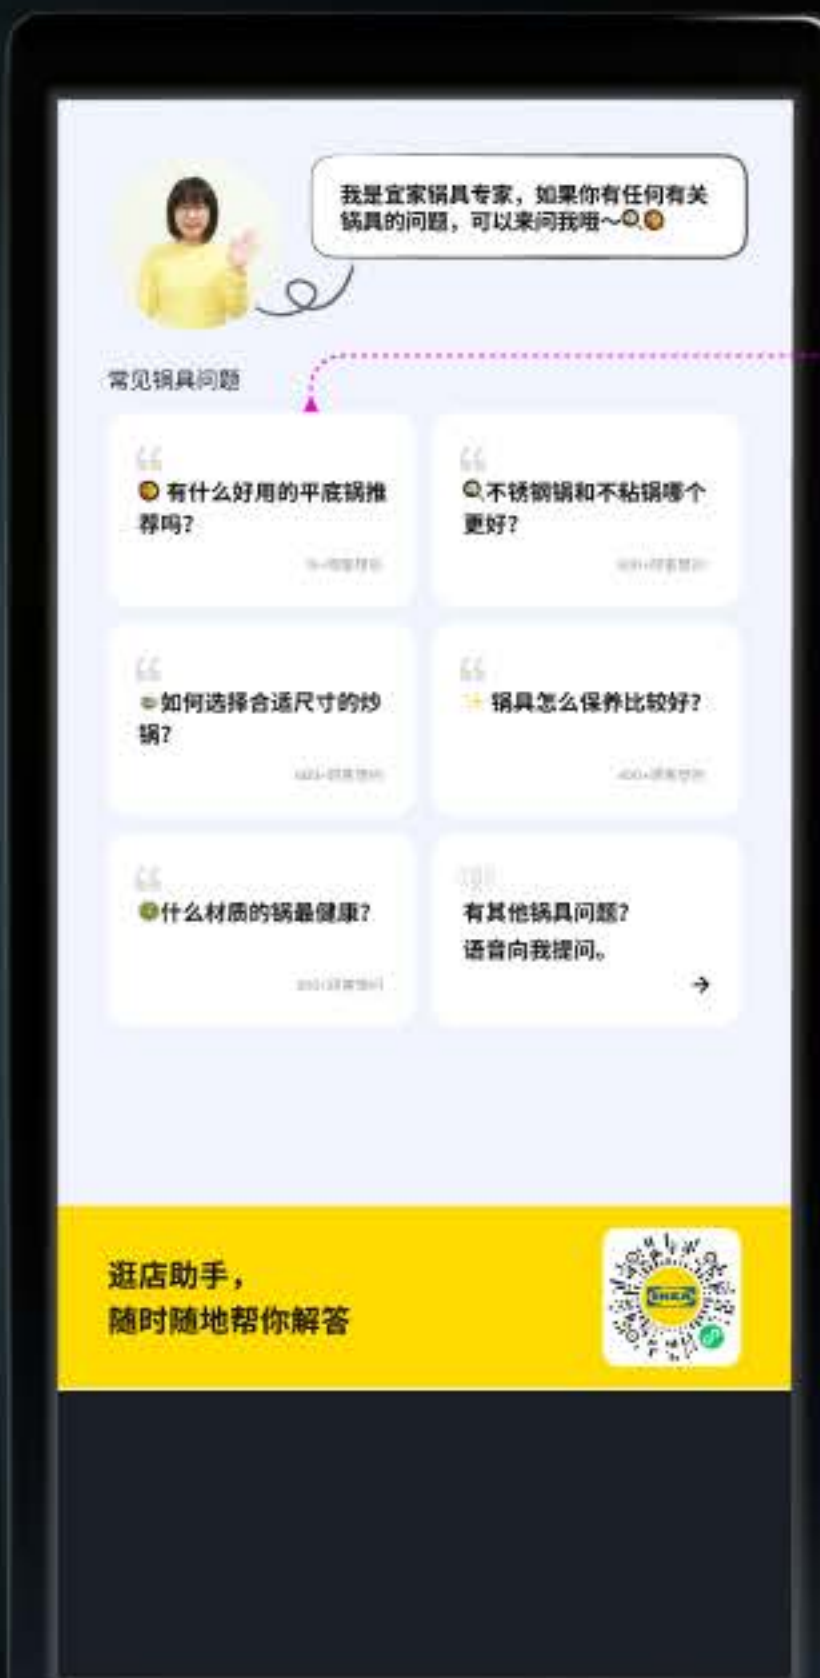 我是宜家锅具专家，如果你有任何有关
锅具的问题，可以来问我哦～🍳🥘
常见锅具问题
🥘 有什么好用的平底锅推
荐吗？
🍳不锈钢锅和不粘锅哪个
更好？
如何选择合适尺寸的炒
锅？
✨ 锅具怎么保养比较好？
什么材质的锅最健康？
有其他锅具问题？
语音向我提问。
逛店助手，
随时随地帮你解答
IKEA